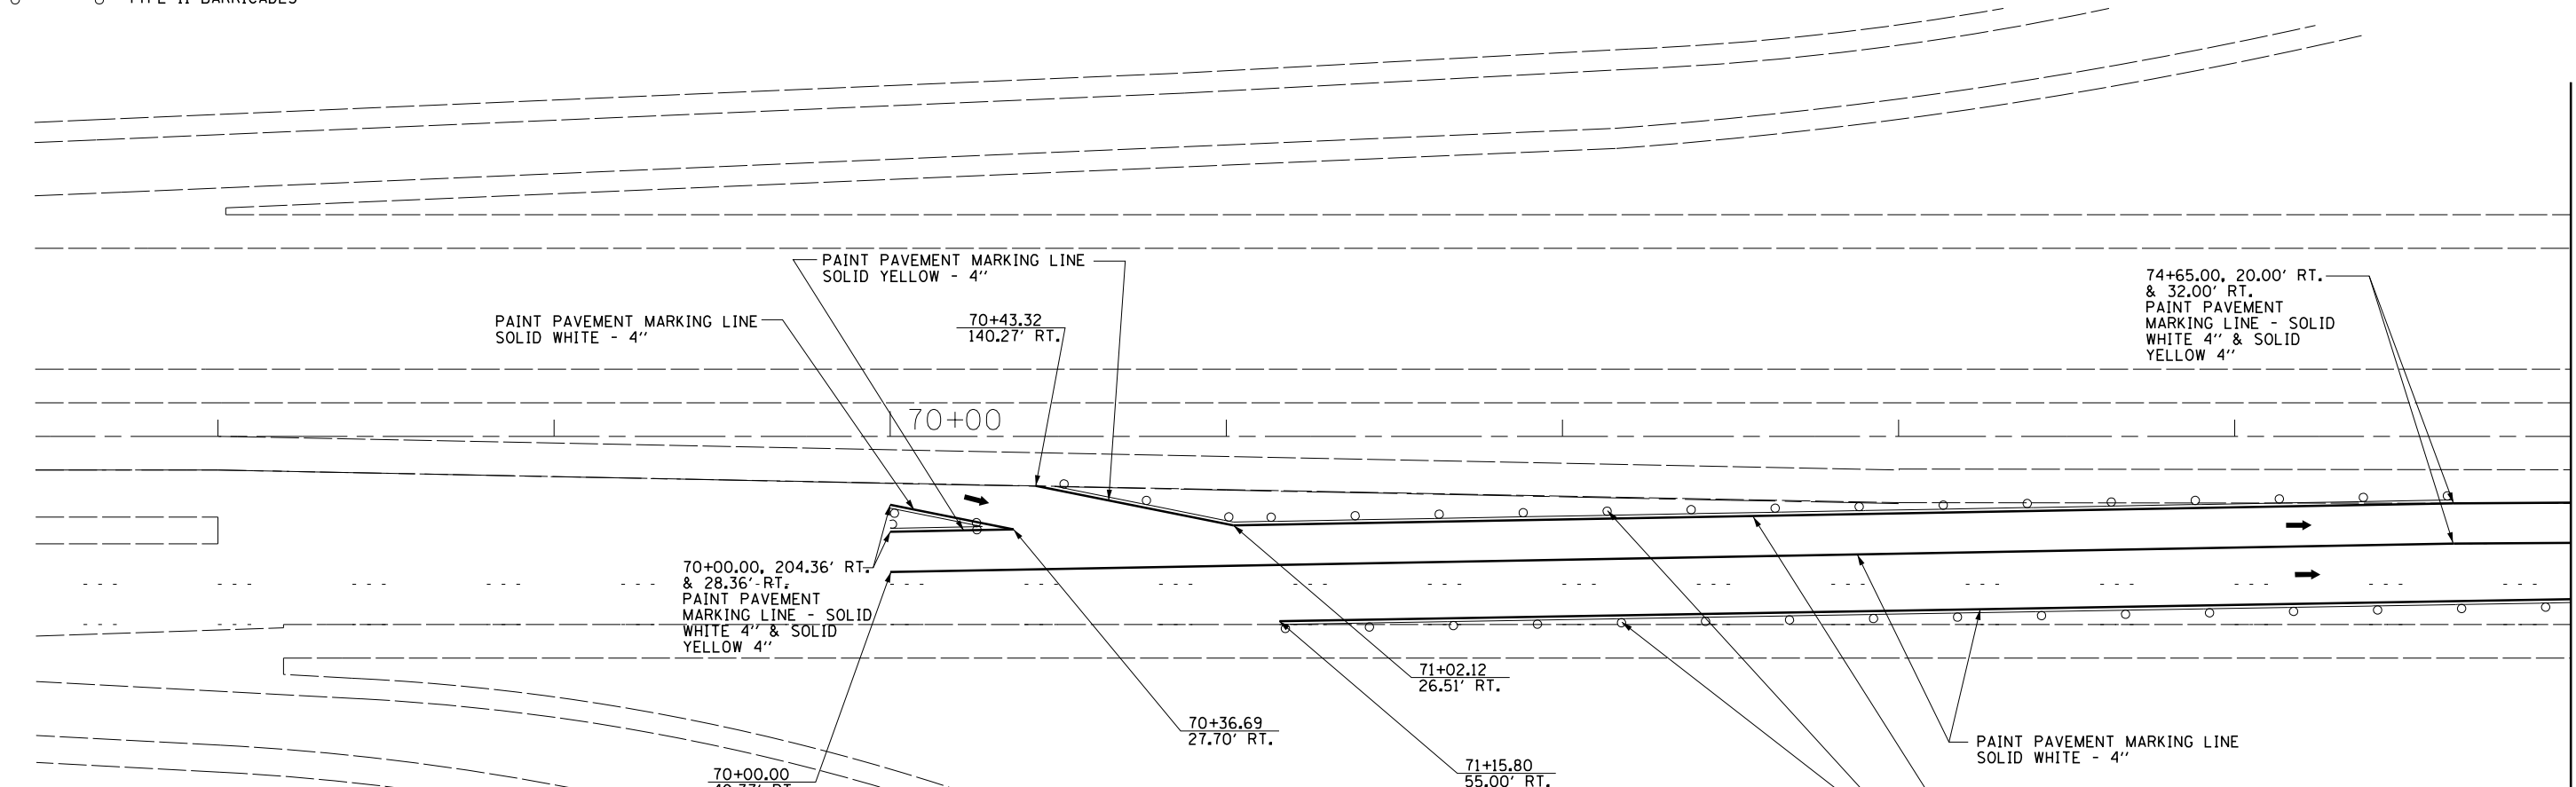 TYPE II BARRICADES
PAINT PAVEMENT MARKING LINE
SOLID YELLOW - 4''
PAINT PAVEMENT MARKING LINE
SOLID WHITE - 4''
70+43.32
140.27' RT.
74+65.00, 20.00' RT.
& 32.00' RT.
PAINT PAVEMENT
MARKING LINE - SOLID
WHITE 4'' & SOLID
YELLOW 4''
70+00
70+00.00, 204.36' RT.
& 28.36' RT.
PAINT PAVEMENT
MARKING LINE - SOLID
WHITE 4'' & SOLID
YELLOW 4''
71+02.12
26.51' RT.
70+36.69
27.70' RT.
PAINT PAVEMENT MARKING LINE
SOLID WHITE - 4''
71+15.80
55.00' RT.
70+00.00